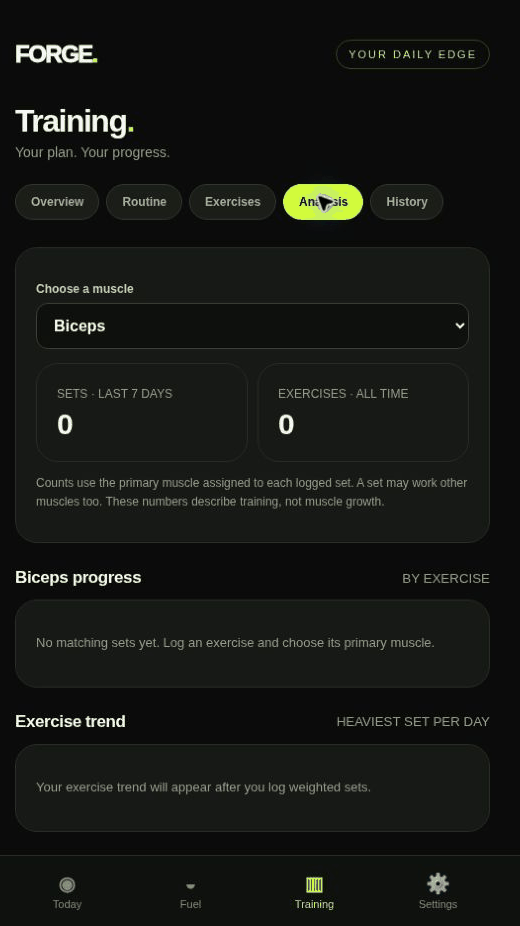 FORGE.
YOUR DAILY EDGE
Training.
Your plan. Your progress.
Overview
Routine
Exercises
Analysis
History
Choose a muscle
Biceps
SETS · LAST 7 DAYS
EXERCISES · ALL TIME
0
0
Counts use the primary muscle assigned to each logged set. A set may work other
muscles too. These numbers describe training, not muscle growth.
Biceps progress
BY EXERCISE
No matching sets yet. Log an exercise and choose its primary muscle.
Exercise trend
HEAVIEST SET PER DAY
Your exercise trend will appear after you log weighted sets.
Today
Fuel
Training
Settings